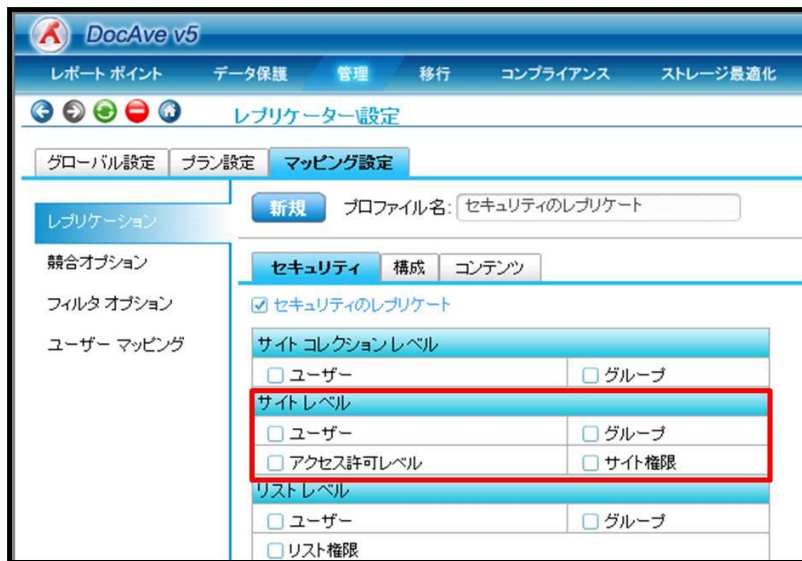 DocAve v5
レポート ポイント データ保護 管理 移行 コンプライアンス ストレージ最適化
レプリケーター\設定
グローバル設定 プラン設定 マッピング設定
新規 プロファイル名: セキュリティのレプリケート
レプリケーション
競合オプション
フィルタ オプション
ユーザー マッピング
セキュリティ 構成 コンテンツ
セキュリティのレプリケート
サイト コレクション レベル
ユーザー グループ
サイト レベル
ユーザー グループ
アクセス許可レベル サイト権限
リスト レベル
ユーザー グループ
リスト権限